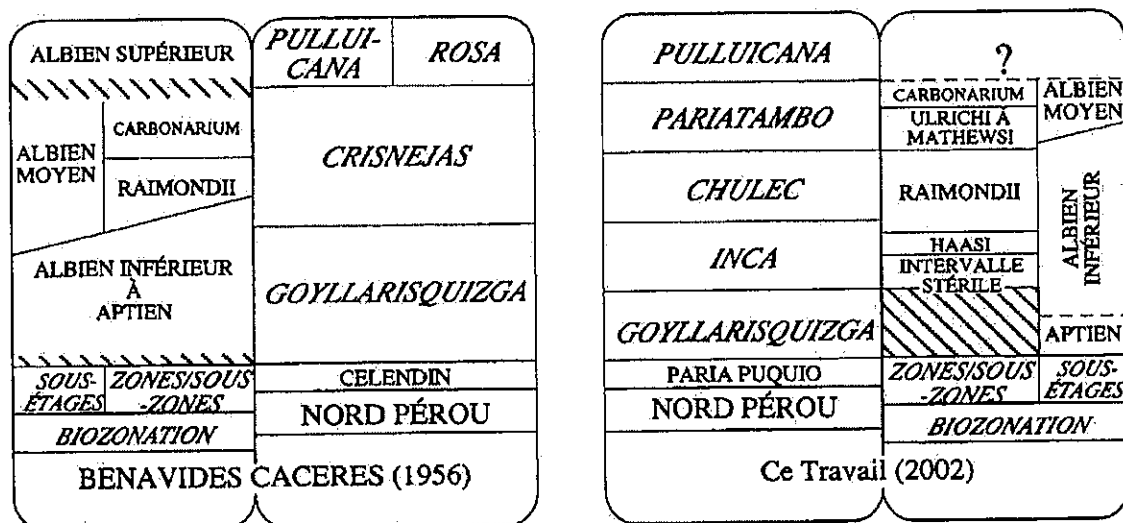 ALBIEN SUPÉRIEUR
ALBIEN
MOYEN
CARBONARIUM
RAIMONDII
ALBIEN INFÉRIEUR
À
APTIEN
SOUS-
ÉTAGES
ZONES/SOUS
-ZONES
BIOZONATION
PULLUI-
CANA
ROSA
CRISNEJAS
GOYLLARISQUIZGA
CELENDIN
NORD PÉROU
BENAVIDES CACERES (1956)
PULLUICANA
PARIATAMBO
CHULEC
INCA
GOYLLARISQUIZGA
PARIA PUQUIO
NORD PÉROU
?
CARBONARIUM
ULRICHI À
MATHEWSI
RAIMONDII
HAASI
INTERVALLE
STÉRILE
ZONES/SOUS
-ZONES
ALBIEN
MOYEN
ALBIEN
INFÉRIEUR
APTIEN
SOUS-
ÉTAGES
BIOZONATION
Ce Travail (2002)